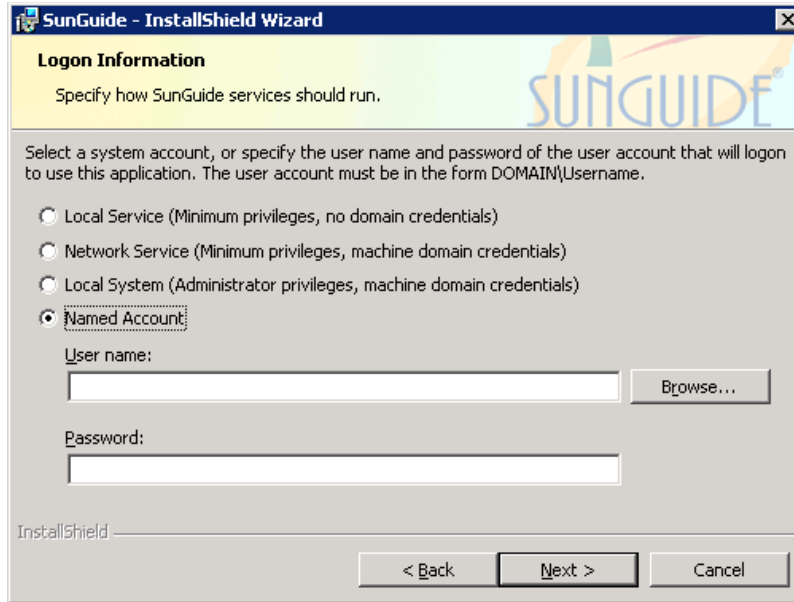 SunGuide - InstallShield Wizard
Logon Information
Specify how SunGuide services should run.
SUNGUIDE®
Select a system account, or specify the user name and password of the user account that will logon
to use this application. The user account must be in the form DOMAIN\Username.
Local Service (Minimum privileges, no domain credentials)
Network Service (Minimum privileges, machine domain credentials)
Local System (Administrator privileges, machine domain credentials)
Named Account
User name:
Browse...
Password:
InstallShield
< Back Next > Cancel